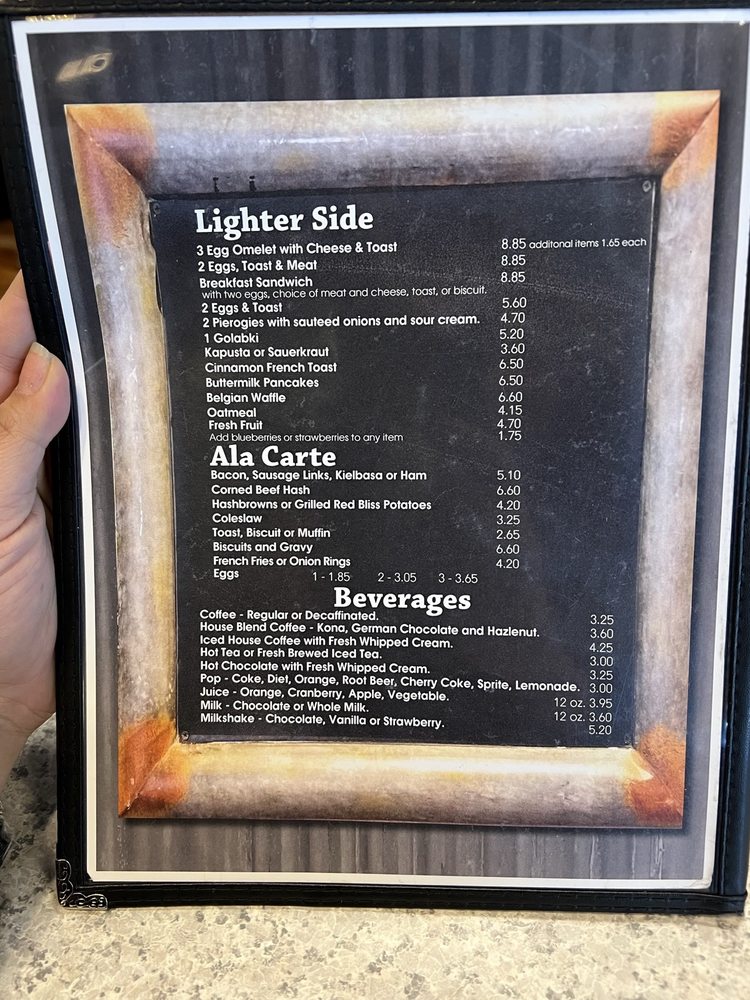 Lighter Side
3 Egg Omelet with Cheese & Toast 8.85 additonal items 1.65 each
2 Eggs, Toast & Meat 8.85
Breakfast Sandwich 8.85
with two eggs, choice of meat and cheese, toast, or biscuit.
2 Eggs & Toast 5.60
2 Pierogies with sauteed onions and sour cream. 4.70
1 Golabki 5.20
Kapusta or Sauerkraut 3.60
Cinnamon French Toast 6.50
Buttermilk Pancakes 6.50
Belgian Waffle 6.60
Oatmeal 4.15
Fresh Fruit 4.70
Add blueberries or strawberries to any item 1.75
Ala Carte
Bacon, Sausage Links, Kielbasa or Ham 5.10
Corned Beef Hash 6.60
Hashbrowns or Grilled Red Bliss Potatoes 4.20
Coleslaw 3.25
Toast, Biscuit or Muffin 2.65
Biscuits and Gravy 6.60
French Fries or Onion Rings 4.20
Eggs 1 - 1.85 2 - 3.05 3 - 3.65
Beverages
Coffee - Regular or Decaffinated. 3.25
House Blend Coffee - Kona, German Chocolate and Hazlenut. 3.60
Iced House Coffee with Fresh Whipped Cream. 4.25
Hot Tea or Fresh Brewed Iced Tea. 3.00
Hot Chocolate with Fresh Whipped Cream. 3.25
Pop - Coke, Diet, Orange, Root Beer, Cherry Coke, Sprite, Lemonade. 3.00
Juice - Orange, Cranberry, Apple, Vegetable. 12 oz. 3.95
Milk - Chocolate or Whole Milk. 12 oz. 3.60
Milkshake - Chocolate, Vanilla or Strawberry. 5.20